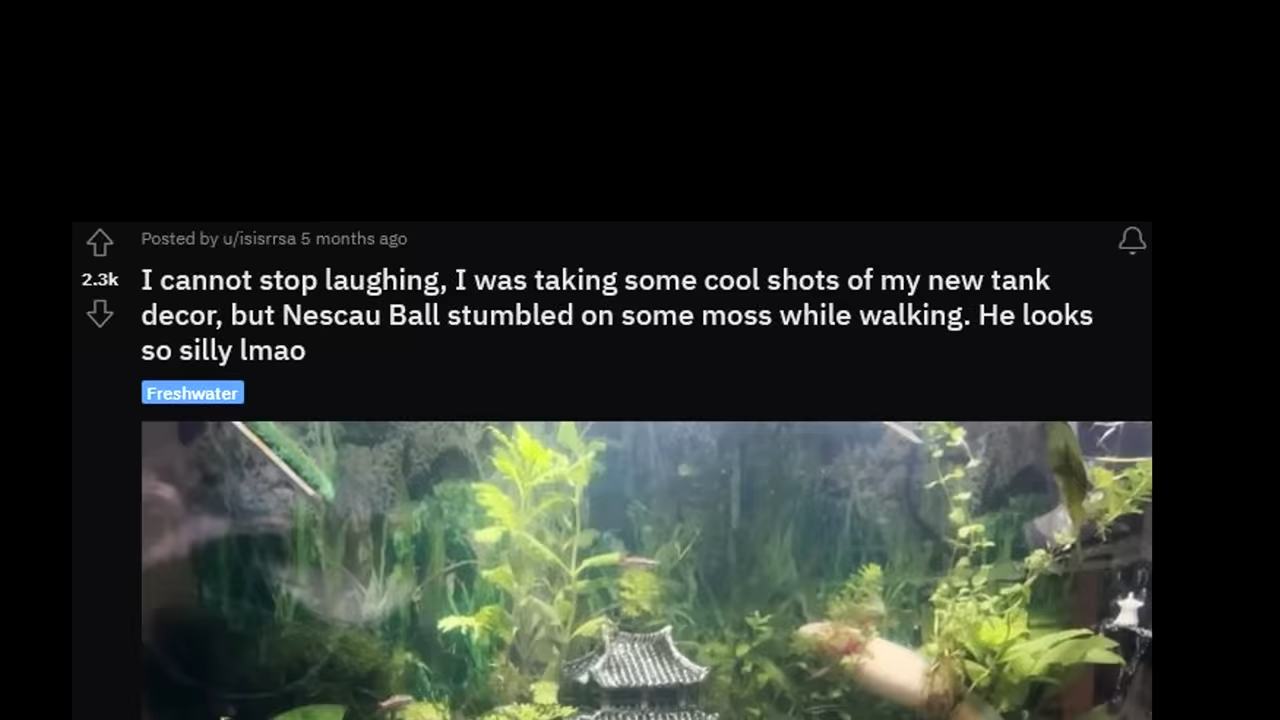 Posted by u/isisrrsa 5 months ago
2.3k
I cannot stop laughing, I was taking some cool shots of my new tank
decor, but Nescau Ball stumbled on some moss while walking. He looks
so silly lmao
Freshwater